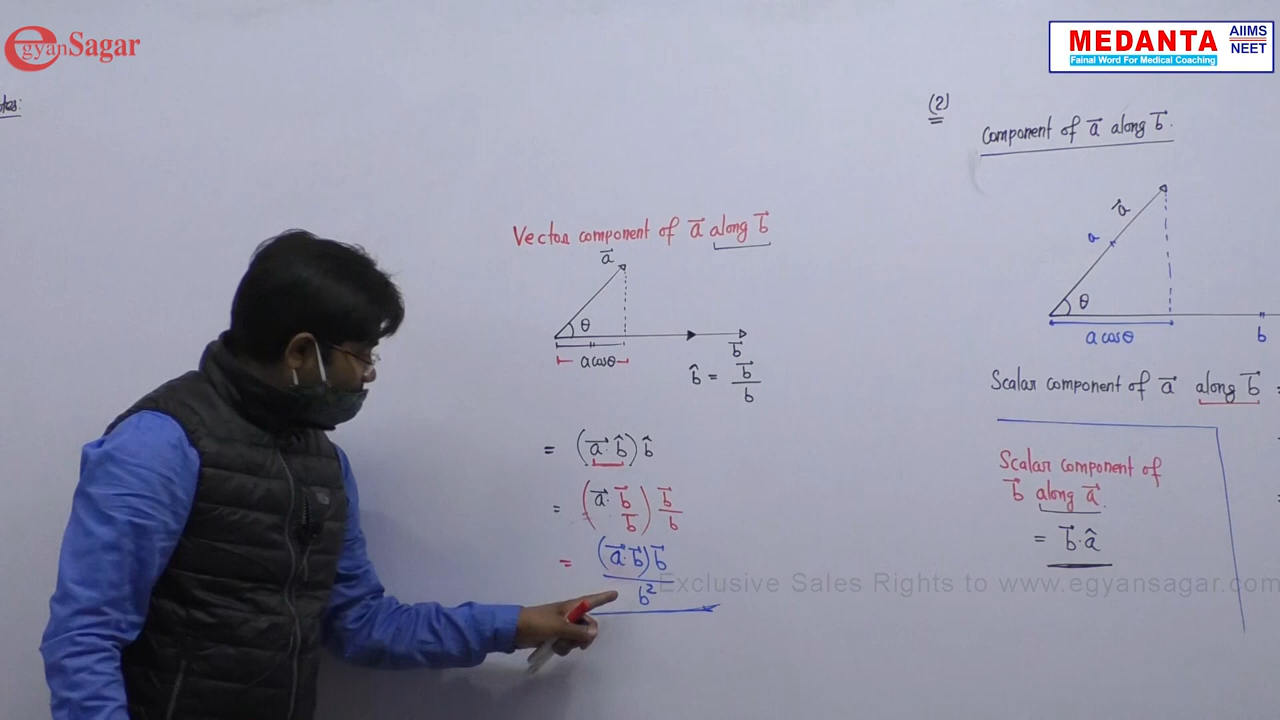 egyanSagar
MEDANTA
AIIMS
NEET
Fainal Word For Medical Coaching
(2)
Component of a⃗ along b⃗.
a⃗
a
θ
a cosθ
b
Scalar component of a⃗ along b⃗ =
Scalar component of
b⃗ along a⃗.
= b⃗·â
Vector component of a⃗ along b⃗
a⃗
θ
a cosθ
b⃗
b̂ = b⃗/b
= (a⃗·b̂) b̂
= (a⃗·b⃗/b) b⃗/b
= (a⃗·b⃗)b⃗/b²
Exclusive Sales Rights to www.egyansagar.com